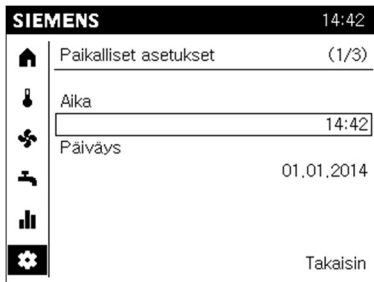 SIEMENS 14:42
Paikalliset asetukset (1/3)
Aika
14:42
Päiväys
01.01.2014
Takaisin